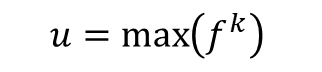 u = max(f^k)